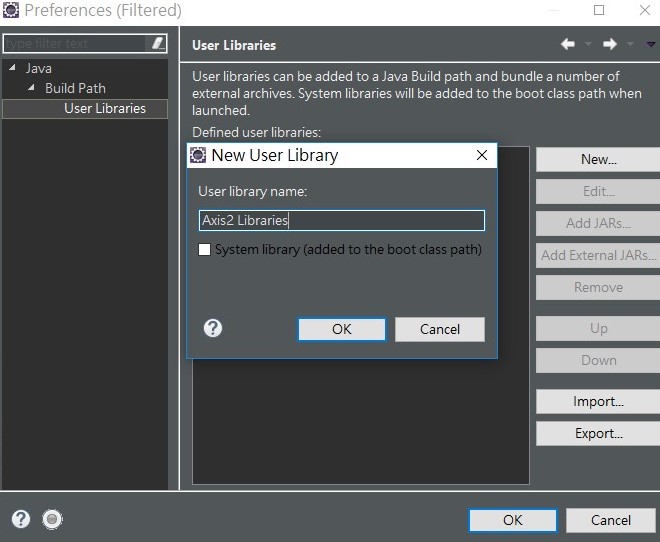 Preferences (Filtered)
type filter text
Java
Build Path
User Libraries
User Libraries
User libraries can be added to a Java Build path and bundle a number of
external archives. System libraries will be added to the boot class path when
launched.
Defined user libraries:
New...
Edit...
Add JARs...
Add External JARs...
Remove
Up
Down
Import...
Export...
New User Library
User library name:
Axis2 Libraries
System library (added to the boot class path)
OK
Cancel
OK
Cancel